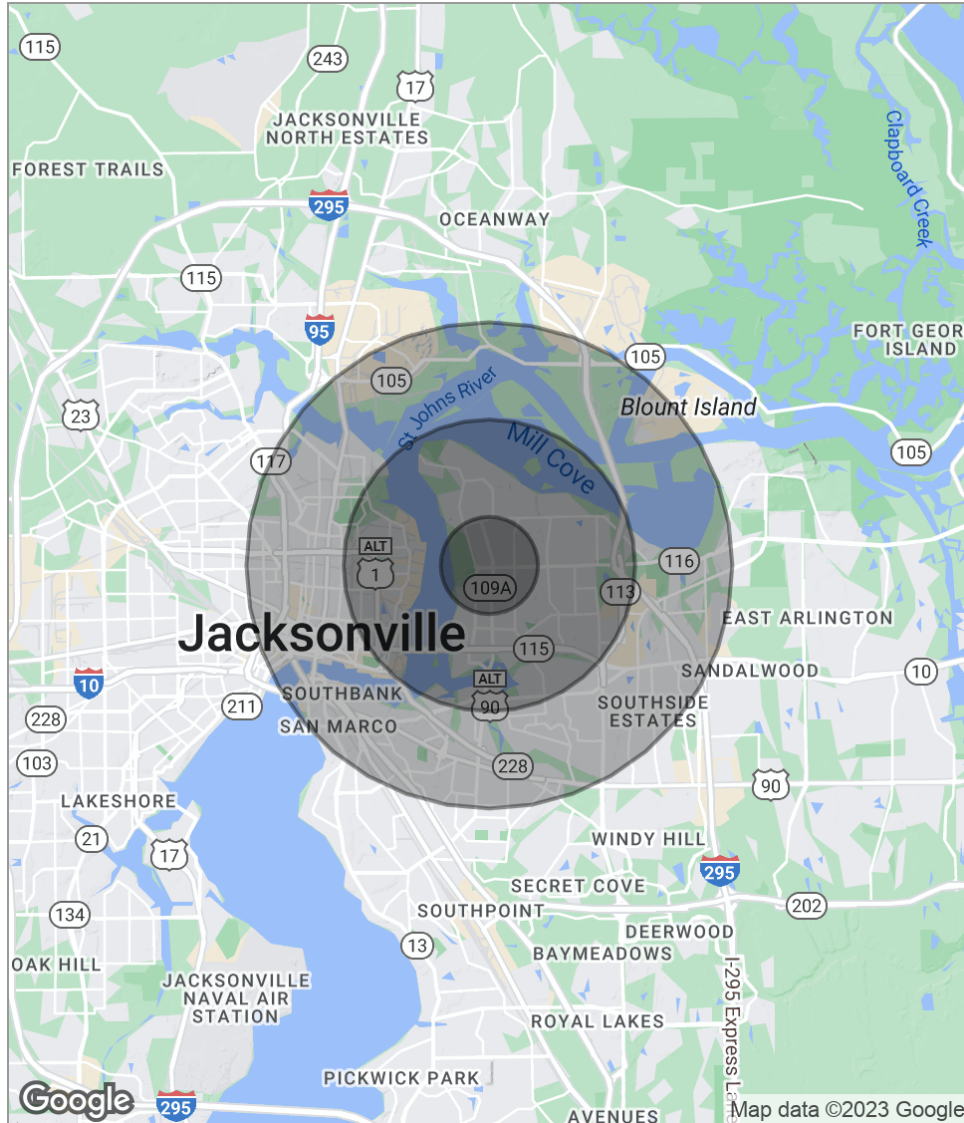 115
243
17
JACKSONVILLE
NORTH ESTATES
FOREST TRAILS
Clapboard Creek
295
OCEANWAY
115
95
FORT GEOR
ISLAND
105
105
23
St Johns River
Blount Island
Mill Cove
105
117
ALT
1
116
109A
113
Jacksonville
EAST ARLINGTON
115
SANDALWOOD
10
10
ALT
90
SOUTHBANK
SOUTHSIDE
ESTATES
211
228
SAN MARCO
103
228
90
LAKESHORE
21
17
WINDY HILL
295
SECRET COVE
134
SOUTHPOINT
202
DEERWOOD
13
BAYMEADOWS
OAK HILL
JACKSONVILLE
NAVAL AIR
STATION
I-295 Express La
ROYAL LAKES
PICKWICK PARK
Google
295
AVENUES
Map data ©2023 Google